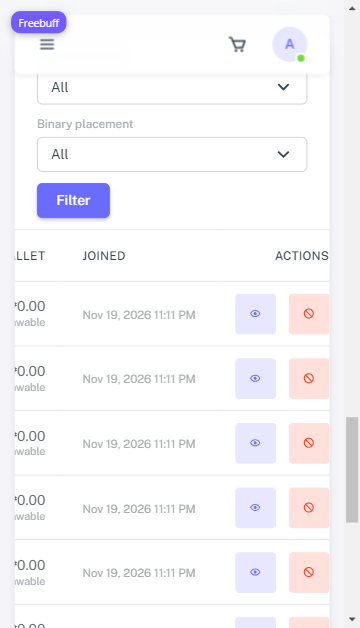 Freebuff
A
All
Binary placement
All
Filter
LLET JOINED ACTIONS
0.00
Nov 19, 2026 11:11 PM
wable
0.00
Nov 19, 2026 11:11 PM
wable
0.00
Nov 19, 2026 11:11 PM
wable
0.00
Nov 19, 2026 11:11 PM
wable
0.00
Nov 19, 2026 11:11 PM
wable